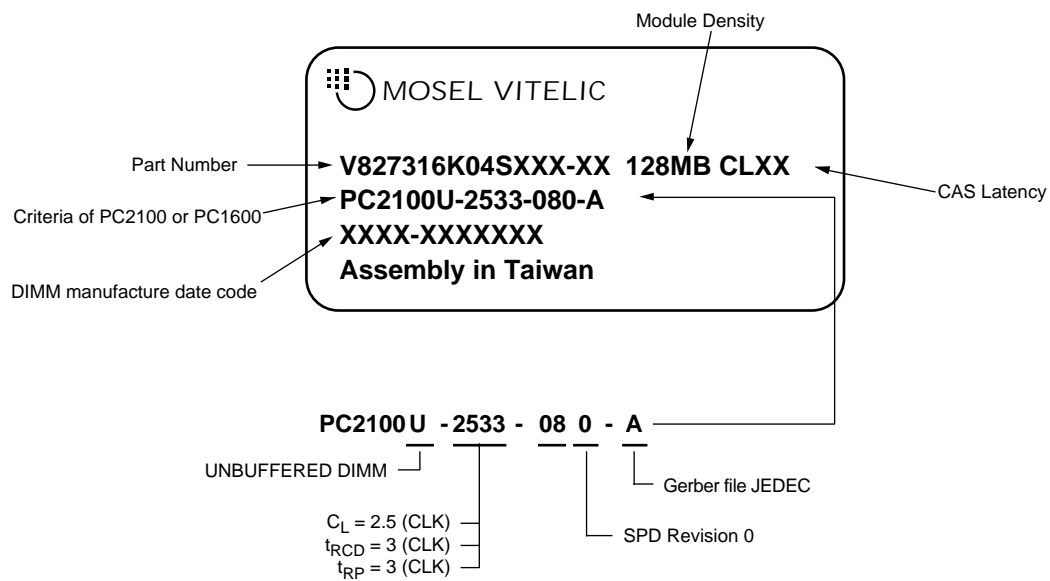 Module Density
MOSEL VITELIC
Part Number
V827316K04SXXX-XX 128MB CLXX
CAS Latency
Criteria of PC2100 or PC1600
PC2100U-2533-080-A
XXXX-XXXXXXX
DIMM manufacture date code
Assembly in Taiwan
PC2100 U - 2533 - 08 0 - A
UNBUFFERED DIMM
Gerber file JEDEC
CL = 2.5 (CLK)
SPD Revision 0
tRCD = 3 (CLK)
tRP = 3 (CLK)